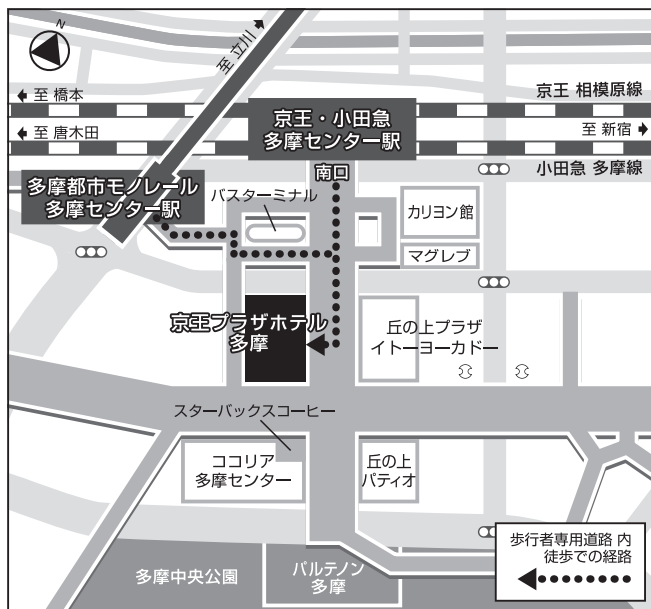 N
至 立川
至 橋本
京王 相模原線
京王・小田急
多摩センター駅
至 唐木田
至 新宿
南口
小田急 多摩線
多摩都市モノレール
多摩センター駅
バスターミナル
カリヨン館
マグレブ
京王プラザホテル
多摩
丘の上プラザ
イトーヨーカドー
スターバックスコーヒー
ココリア
多摩センター
丘の上
パティオ
歩行者専用道路 内
徒歩での経路
多摩中央公園
パルテノン
多摩